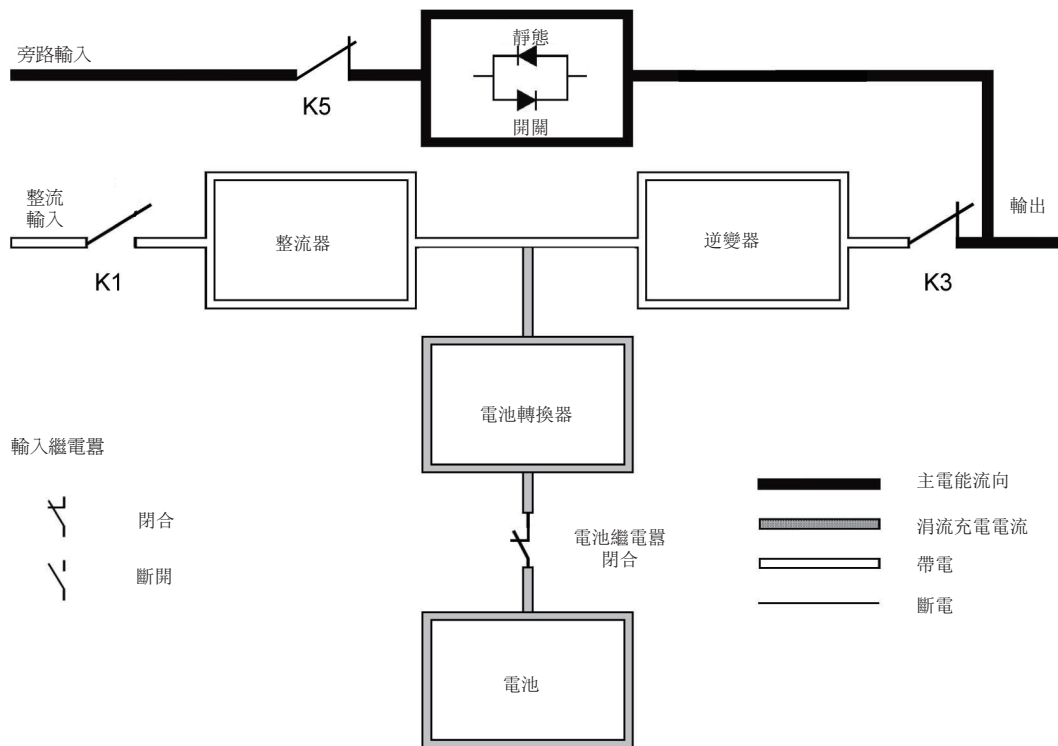 旁路輸入
K5
靜態
開關
整流
輸入
K1
整流器
逆變器
K3
輸出
電池轉換器
輸入繼電囂
閉合
斷開
電池繼電囂
閉合
電池
主電能流向
涓流充電電流
帶電
斷電